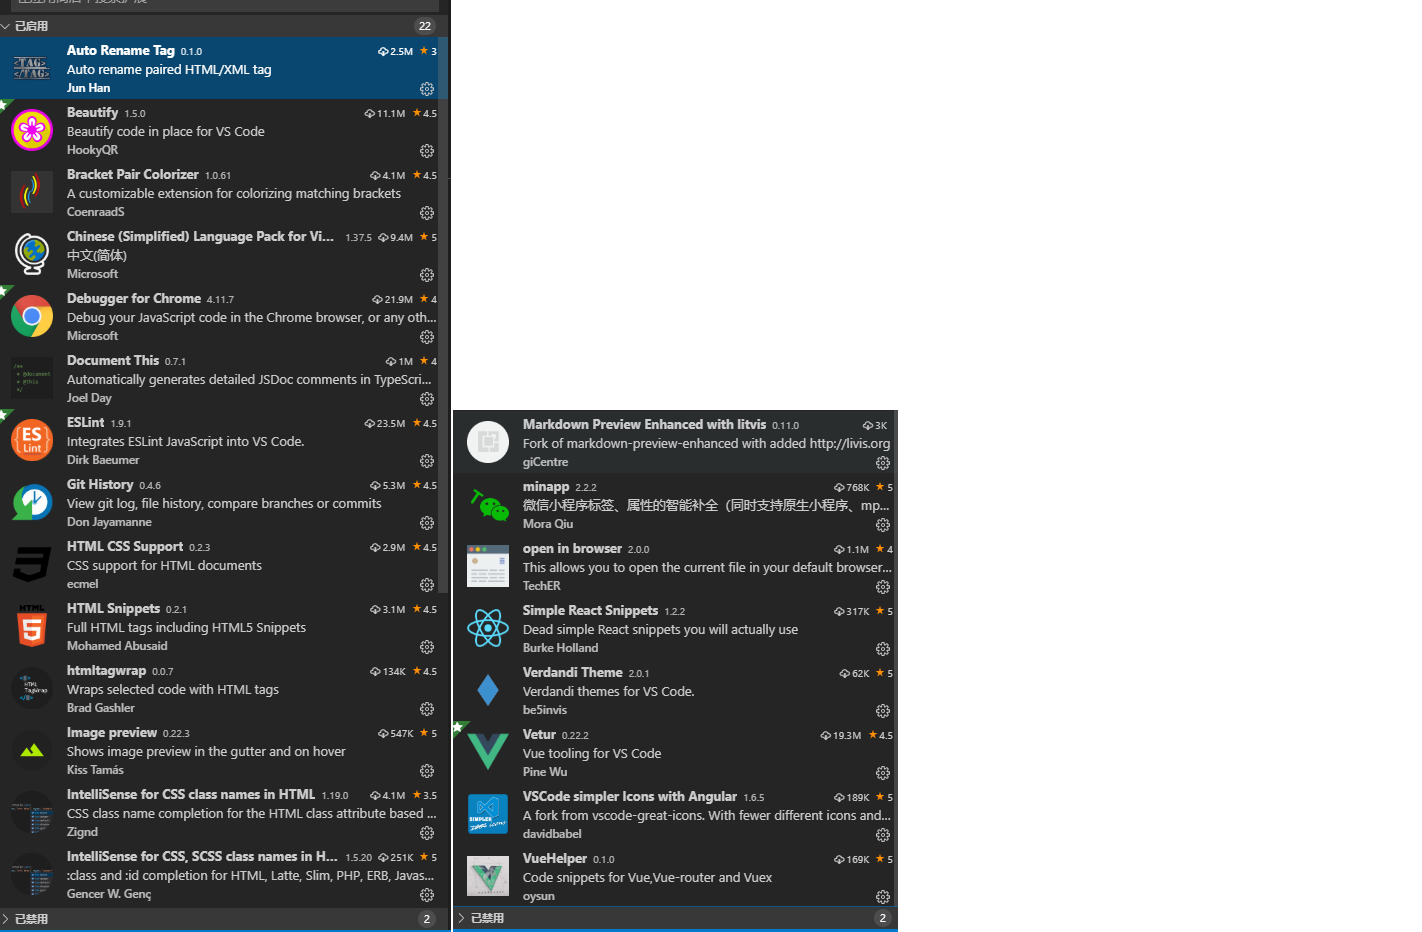 已启用 22
Auto Rename Tag 0.1.0 2.5M ★ 3
Auto rename paired HTML/XML tag
Jun Han
Beautify 1.5.0 11.1M ★ 4.5
Beautify code in place for VS Code
HookyQR
Bracket Pair Colorizer 1.0.61 4.1M ★ 4.5
A customizable extension for colorizing matching brackets
CoenraadS
Chinese (Simplified) Language Pack for Vi... 1.37.5 9.4M ★ 5
中文(简体)
Microsoft
Debugger for Chrome 4.11.7 21.9M ★ 4
Debug your JavaScript code in the Chrome browser, or any oth...
Microsoft
Document This 0.7.1 1M ★ 4
Automatically generates detailed JSDoc comments in TypeScri...
Joel Day
ESLint 1.9.1 23.5M ★ 4.5
Integrates ESLint JavaScript into VS Code.
Dirk Baeumer
Git History 0.4.6 5.3M ★ 4.5
View git log, file history, compare branches or commits
Don Jayamanne
HTML CSS Support 0.2.3 2.9M ★ 4.5
CSS support for HTML documents
ecmel
HTML Snippets 0.2.1 3.1M ★ 4.5
Full HTML tags including HTML5 Snippets
Mohamed Abusaid
htmltagwrap 0.0.7 134K ★ 4.5
Wraps selected code with HTML tags
Brad Gashler
Image preview 0.22.3 547K ★ 5
Shows image preview in the gutter and on hover
Kiss Tamás
IntelliSense for CSS class names in HTML 1.19.0 4.1M ★ 3.5
CSS class name completion for the HTML class attribute based ...
Zignd
IntelliSense for CSS, SCSS class names in H... 1.5.20 251K ★ 5
:class and :id completion for HTML, Latte, Slim, PHP, ERB, Javas...
Gencer W. Genç
已禁用 2
Markdown Preview Enhanced with litvis 0.11.0 3K
Fork of markdown-preview-enhanced with added http://livis.org
giCentre
minapp 2.2.2 768K ★ 5
微信小程序标签、属性的智能补全（同时支持原生小程序、mp...
Mora Qiu
open in browser 2.0.0 1.1M ★ 4
This allows you to open the current file in your default browser...
TechER
Simple React Snippets 1.2.2 317K ★ 5
Dead simple React snippets you will actually use
Burke Holland
Verdandi Theme 2.0.1 62K ★ 5
Verdandi themes for VS Code.
be5invis
Vetur 0.22.2 19.3M ★ 4.5
Vue tooling for VS Code
Pine Wu
VSCode simpler Icons with Angular 1.6.5 189K ★ 5
A fork from vscode-great-icons. With fewer different icons and...
davidbabel
VueHelper 0.1.0 169K ★ 5
Code snippets for Vue,Vue-router and Vuex
oysun
已禁用 2